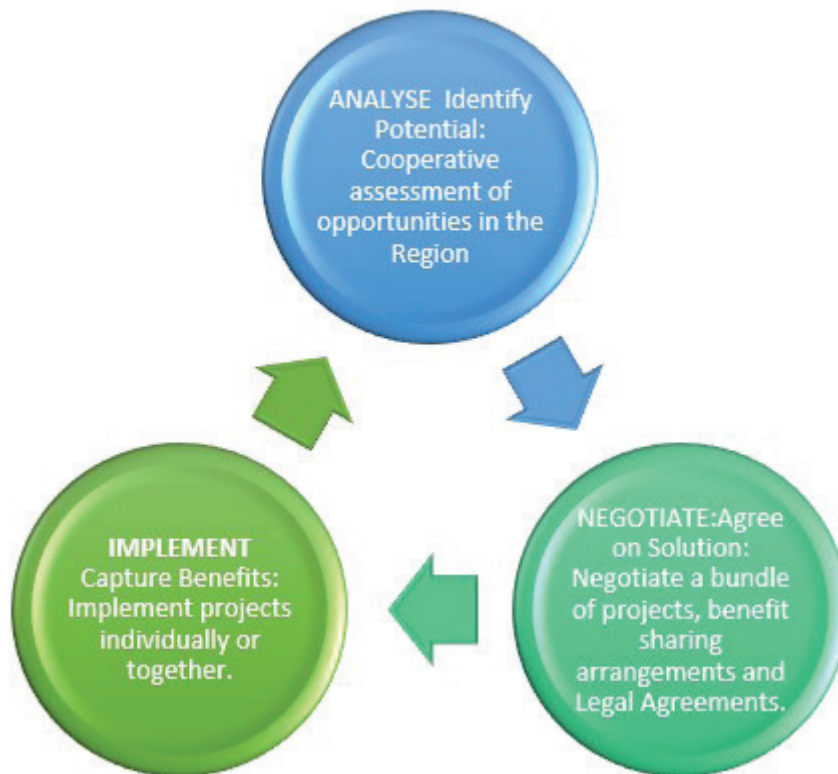 ANALYSE  Identify
Potential:
Cooperative
assessment of
opportunities in the
Region
NEGOTIATE:Agree
on Solution:
Negotiate a bundle
of projects, benefit
sharing
arrangements and
Legal Agreements.
IMPLEMENT
Capture Benefits:
Implement projects
individually or
together.